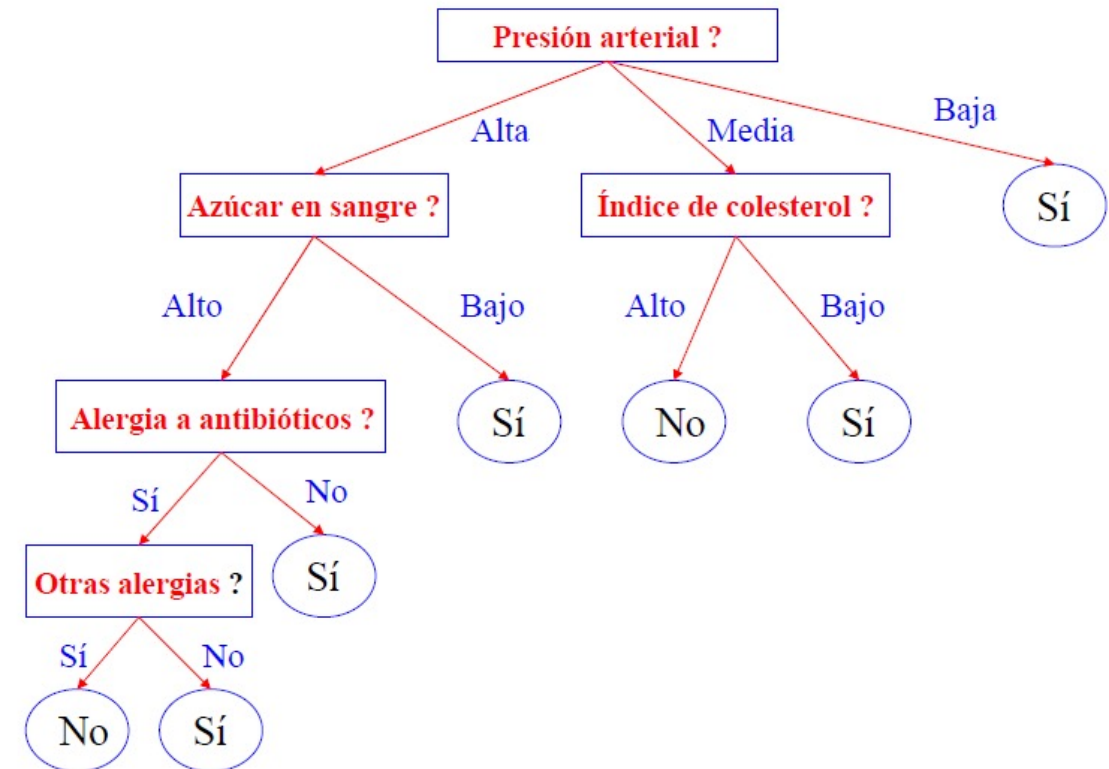 Presión arterial ?
Alta
Media
Baja
Azúcar en sangre ?
Índice de colesterol ?
Sí
Alto
Bajo
Alto
Bajo
Alergia a antibióticos ?
Sí
No
Sí
Sí
No
Otras alergias ?
Sí
Sí
No
No
Sí